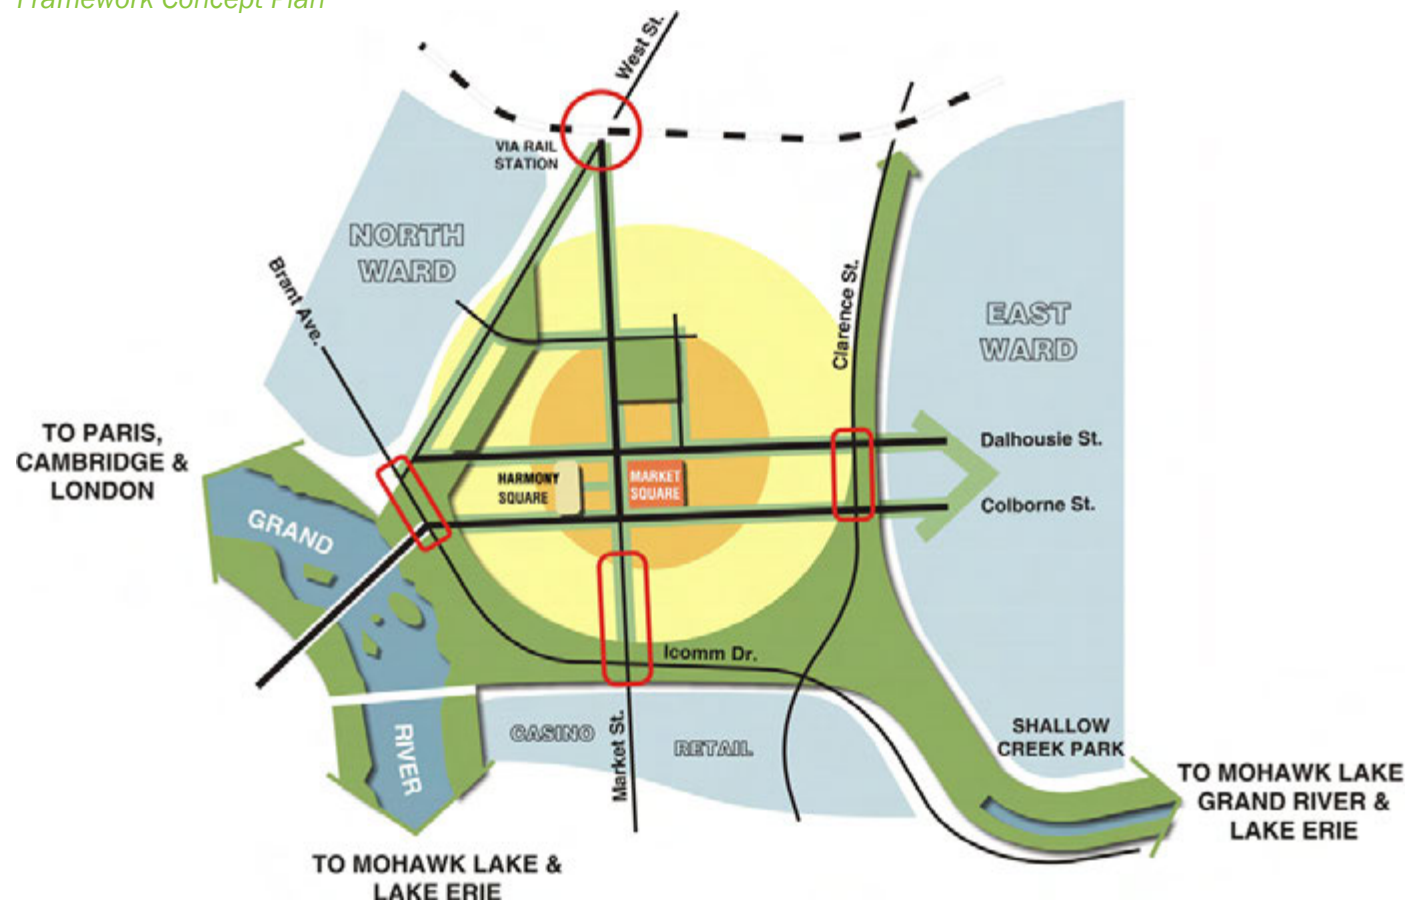 Framework Concept Plan
West St.
VIA RAIL
STATION
NORTH
WARD
Brant Ave.
Clarence St.
EAST
WARD
TO PARIS,
CAMBRIDGE &
LONDON
Dalhousie St.
HARMONY
SQUARE
MARKET
SQUARE
Colborne St.
GRAND
Icomm Dr.
RIVER
CASINO
Market St.
RETAIL
SHALLOW
CREEK PARK
TO MOHAWK LAKE
GRAND RIVER &
LAKE ERIE
TO MOHAWK LAKE &
LAKE ERIE